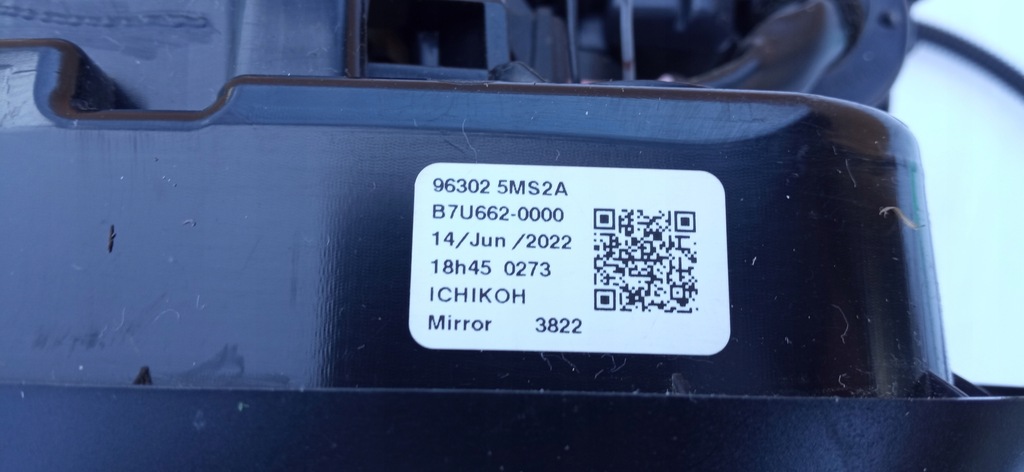 96302 5MS2A
B7U662-0000
14/Jun /2022
18h45 0273
ICHIKOH
Mirror 3822